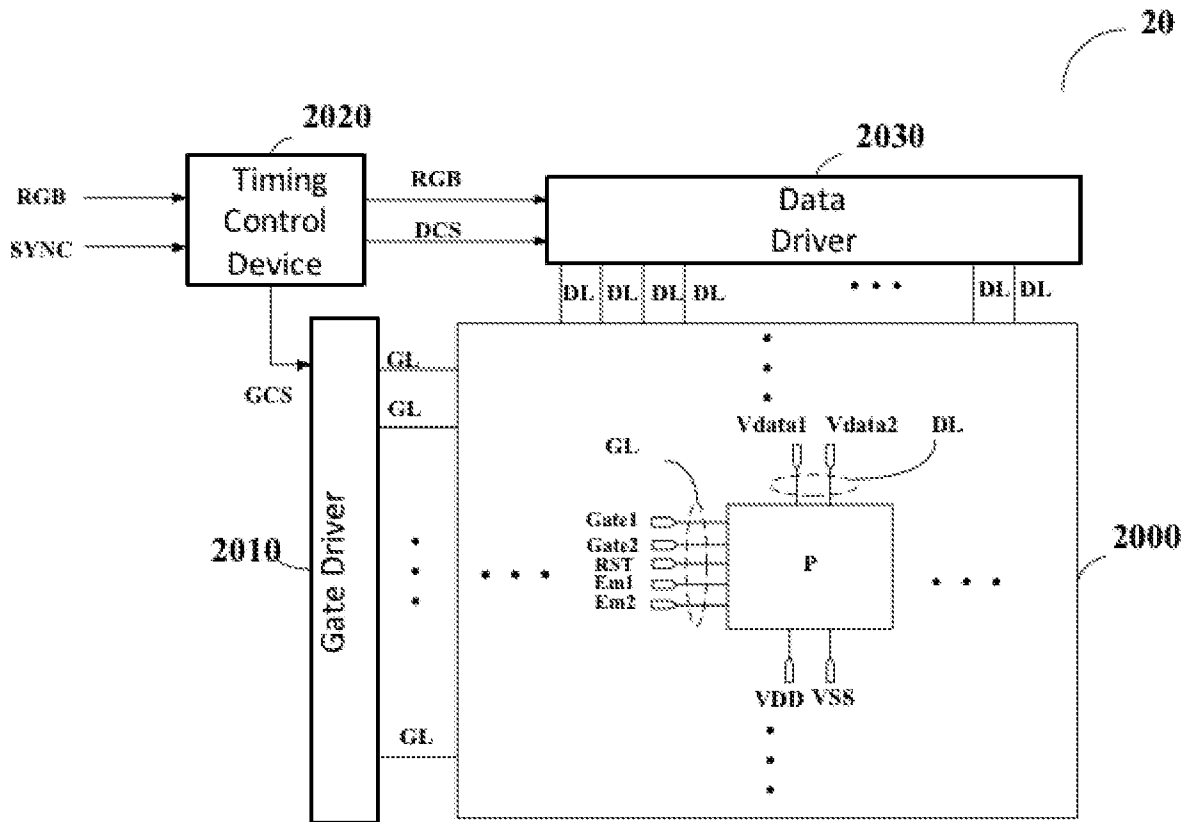 20
2020
2030
RGB
SYNC
Timing
Control
Device
RGB
DCS
Data
Driver
DL DL DL DL DL DL
GCS
GL
GL
Vdata1 Vdata2 DL
GL
Gate1
Gate2
RST
Em1
Em2
P
2010
Gate Driver
2000
VDD VSS
GL